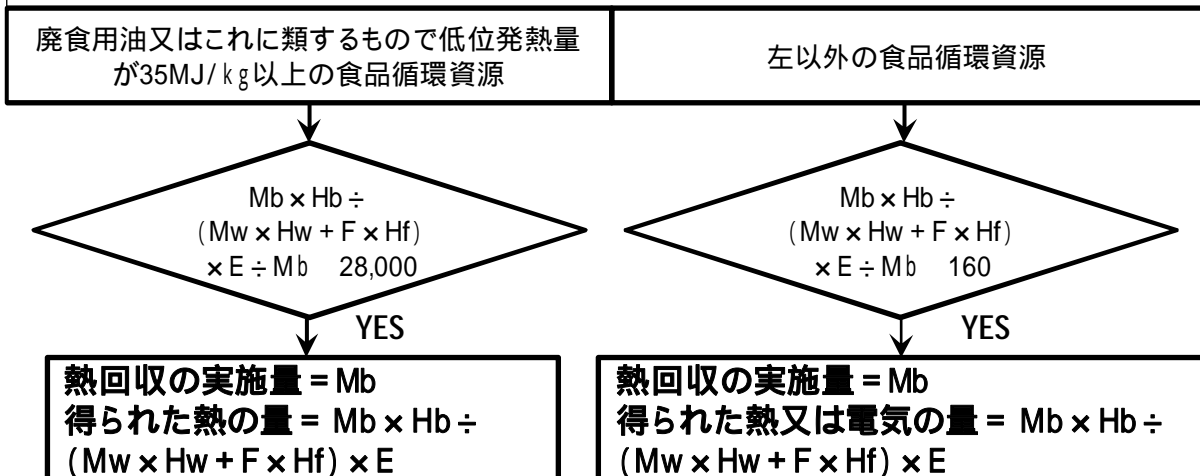 廃食用油又はこれに類するもので低位発熱量
が35MJ/ｋｇ以上の食品循環資源
左以外の食品循環資源
Mb × Hb ÷
(Mw × Hw + F × Hf)
× E ÷ Mb　28,000
YES
Mb × Hb ÷
(Mw × Hw + F × Hf)
× E ÷ Mb　160
YES
熱回収の実施量 = Mb
得られた熱の量 = Mb × Hb ÷
(Mw × Hw + F × Hf) × E
熱回収の実施量 = Mb
得られた熱又は電気の量 = Mb × Hb ÷
(Mw × Hw + F × Hf) × E